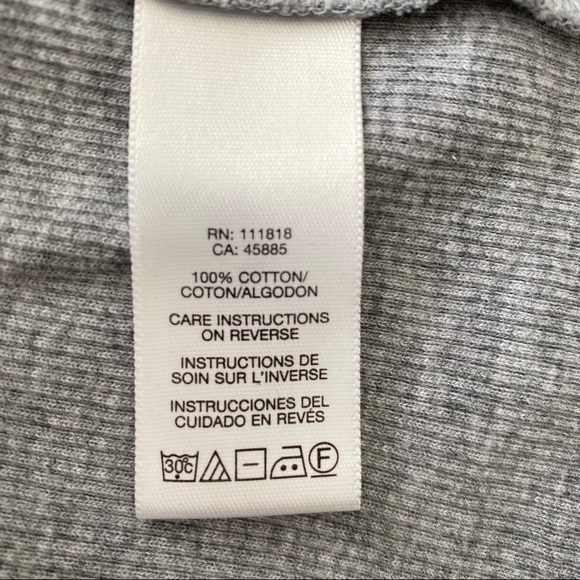 RN: 111818
CA: 45885
100% COTTON/
COTON/ALGODON
CARE INSTRUCTIONS
ON REVERSE
INSTRUCTIONS DE
SOIN SUR L'INVERSE
INSTRUCCIONES DEL
CUIDADO EN REVÉS
30°C F